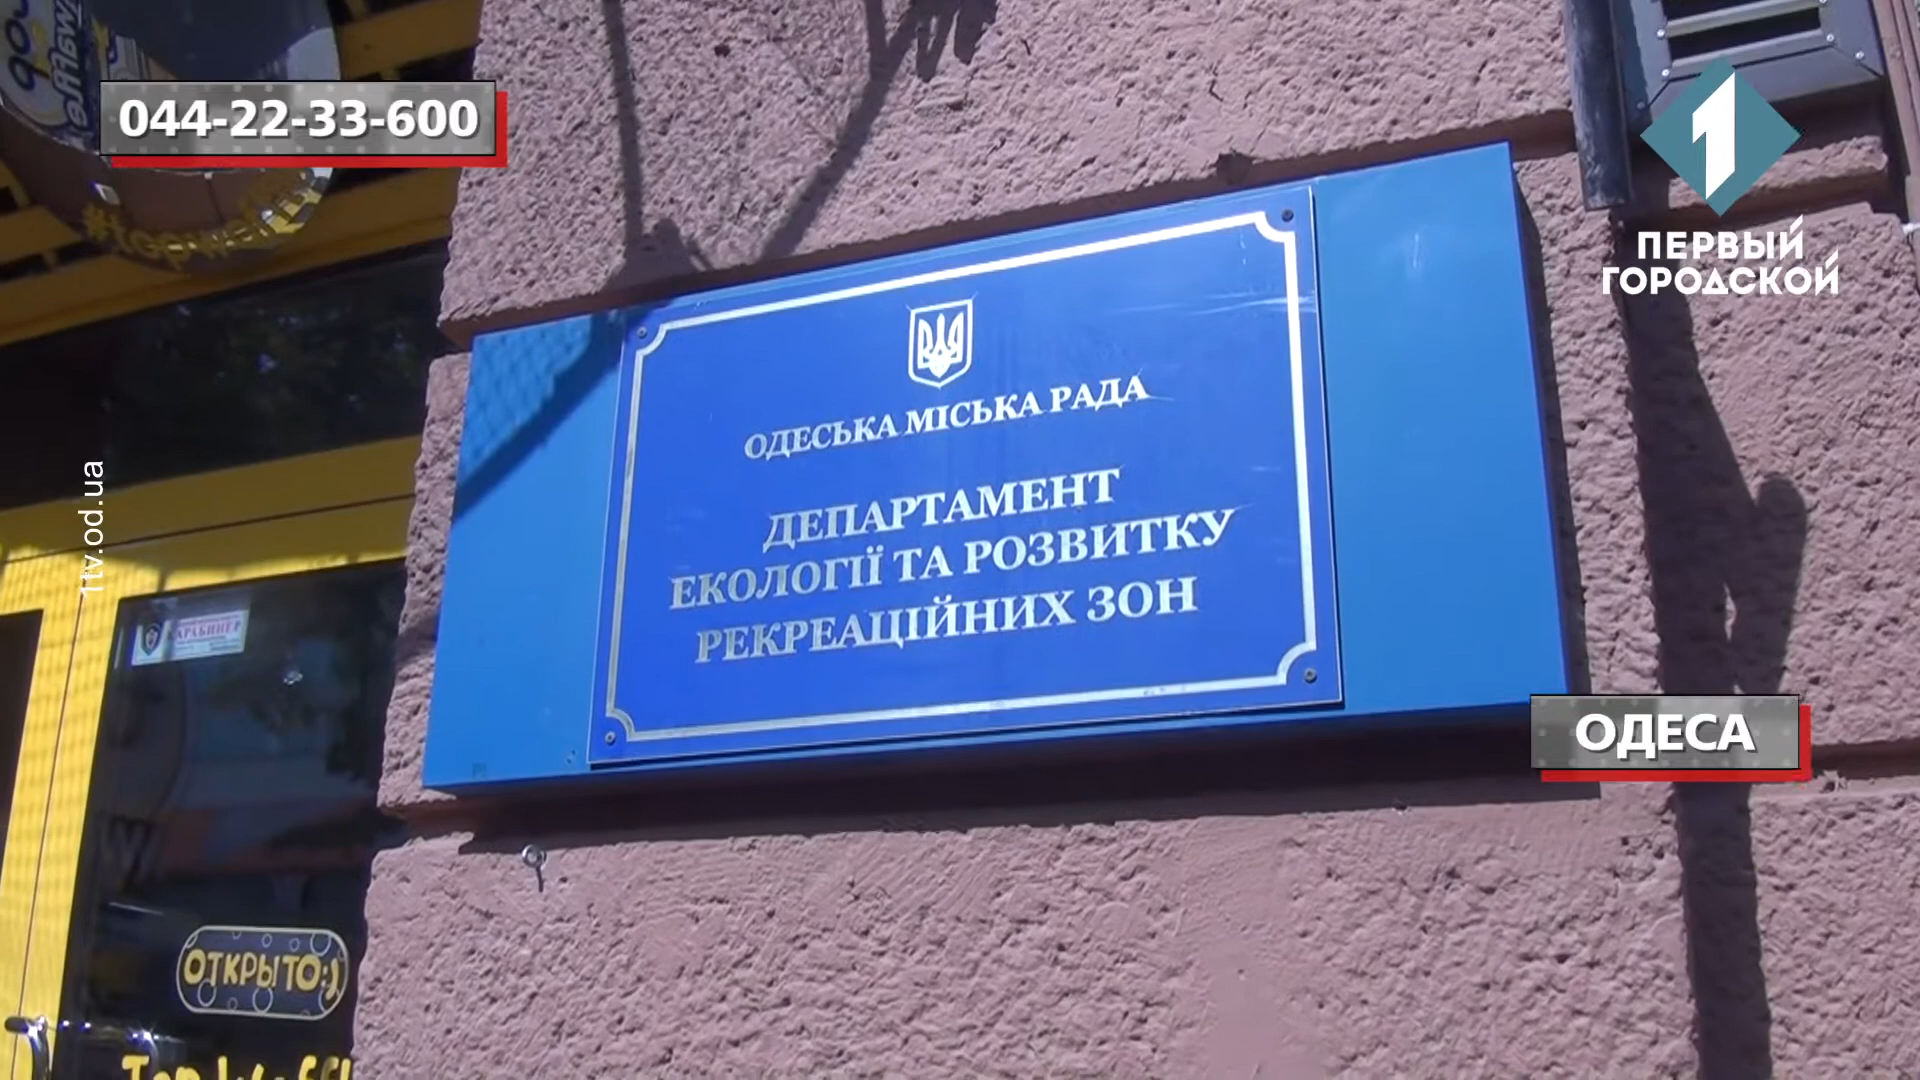 044-22-33-600
ПЕРВЫЙ
ГОРОДСКОЙ
ОДЕСЬКА МІСЬКА РАДА
ДЕПАРТАМЕНТ
ЕКОЛОГІЇ ТА РОЗВИТКУ
РЕКРЕАЦІЙНИХ ЗОН
1tv.od.ua
КАРАБИНЕР
ОДЕСА
ОТКРЫТО:)